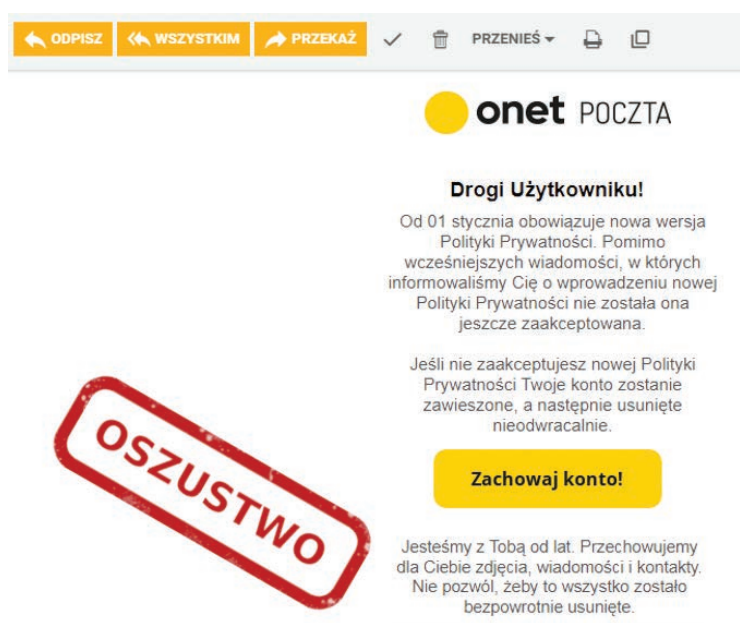 ODPISZ WSZYSTKIM PRZEKAŻ PRZENIEŚ
onet POCZTA
Drogi Użytkowniku!
Od 01 stycznia obowiązuje nowa wersja
Polityki Prywatności. Pomimo
wcześniejszych wiadomości, w których
informowaliśmy Cię o wprowadzeniu nowej
Polityki Prywatności nie została ona
jeszcze zaakceptowana.
Jeśli nie zaakceptujesz nowej Polityki
Prywatności Twoje konto zostanie
zawieszone, a następnie usunięte
nieodwracalnie.
OSZUSTWO
Zachowaj konto!
Jesteśmy z Tobą od lat. Przechowujemy
dla Ciebie zdjęcia, wiadomości i kontakty.
Nie pozwól, żeby to wszystko zostało
bezpowrotnie usunięte.